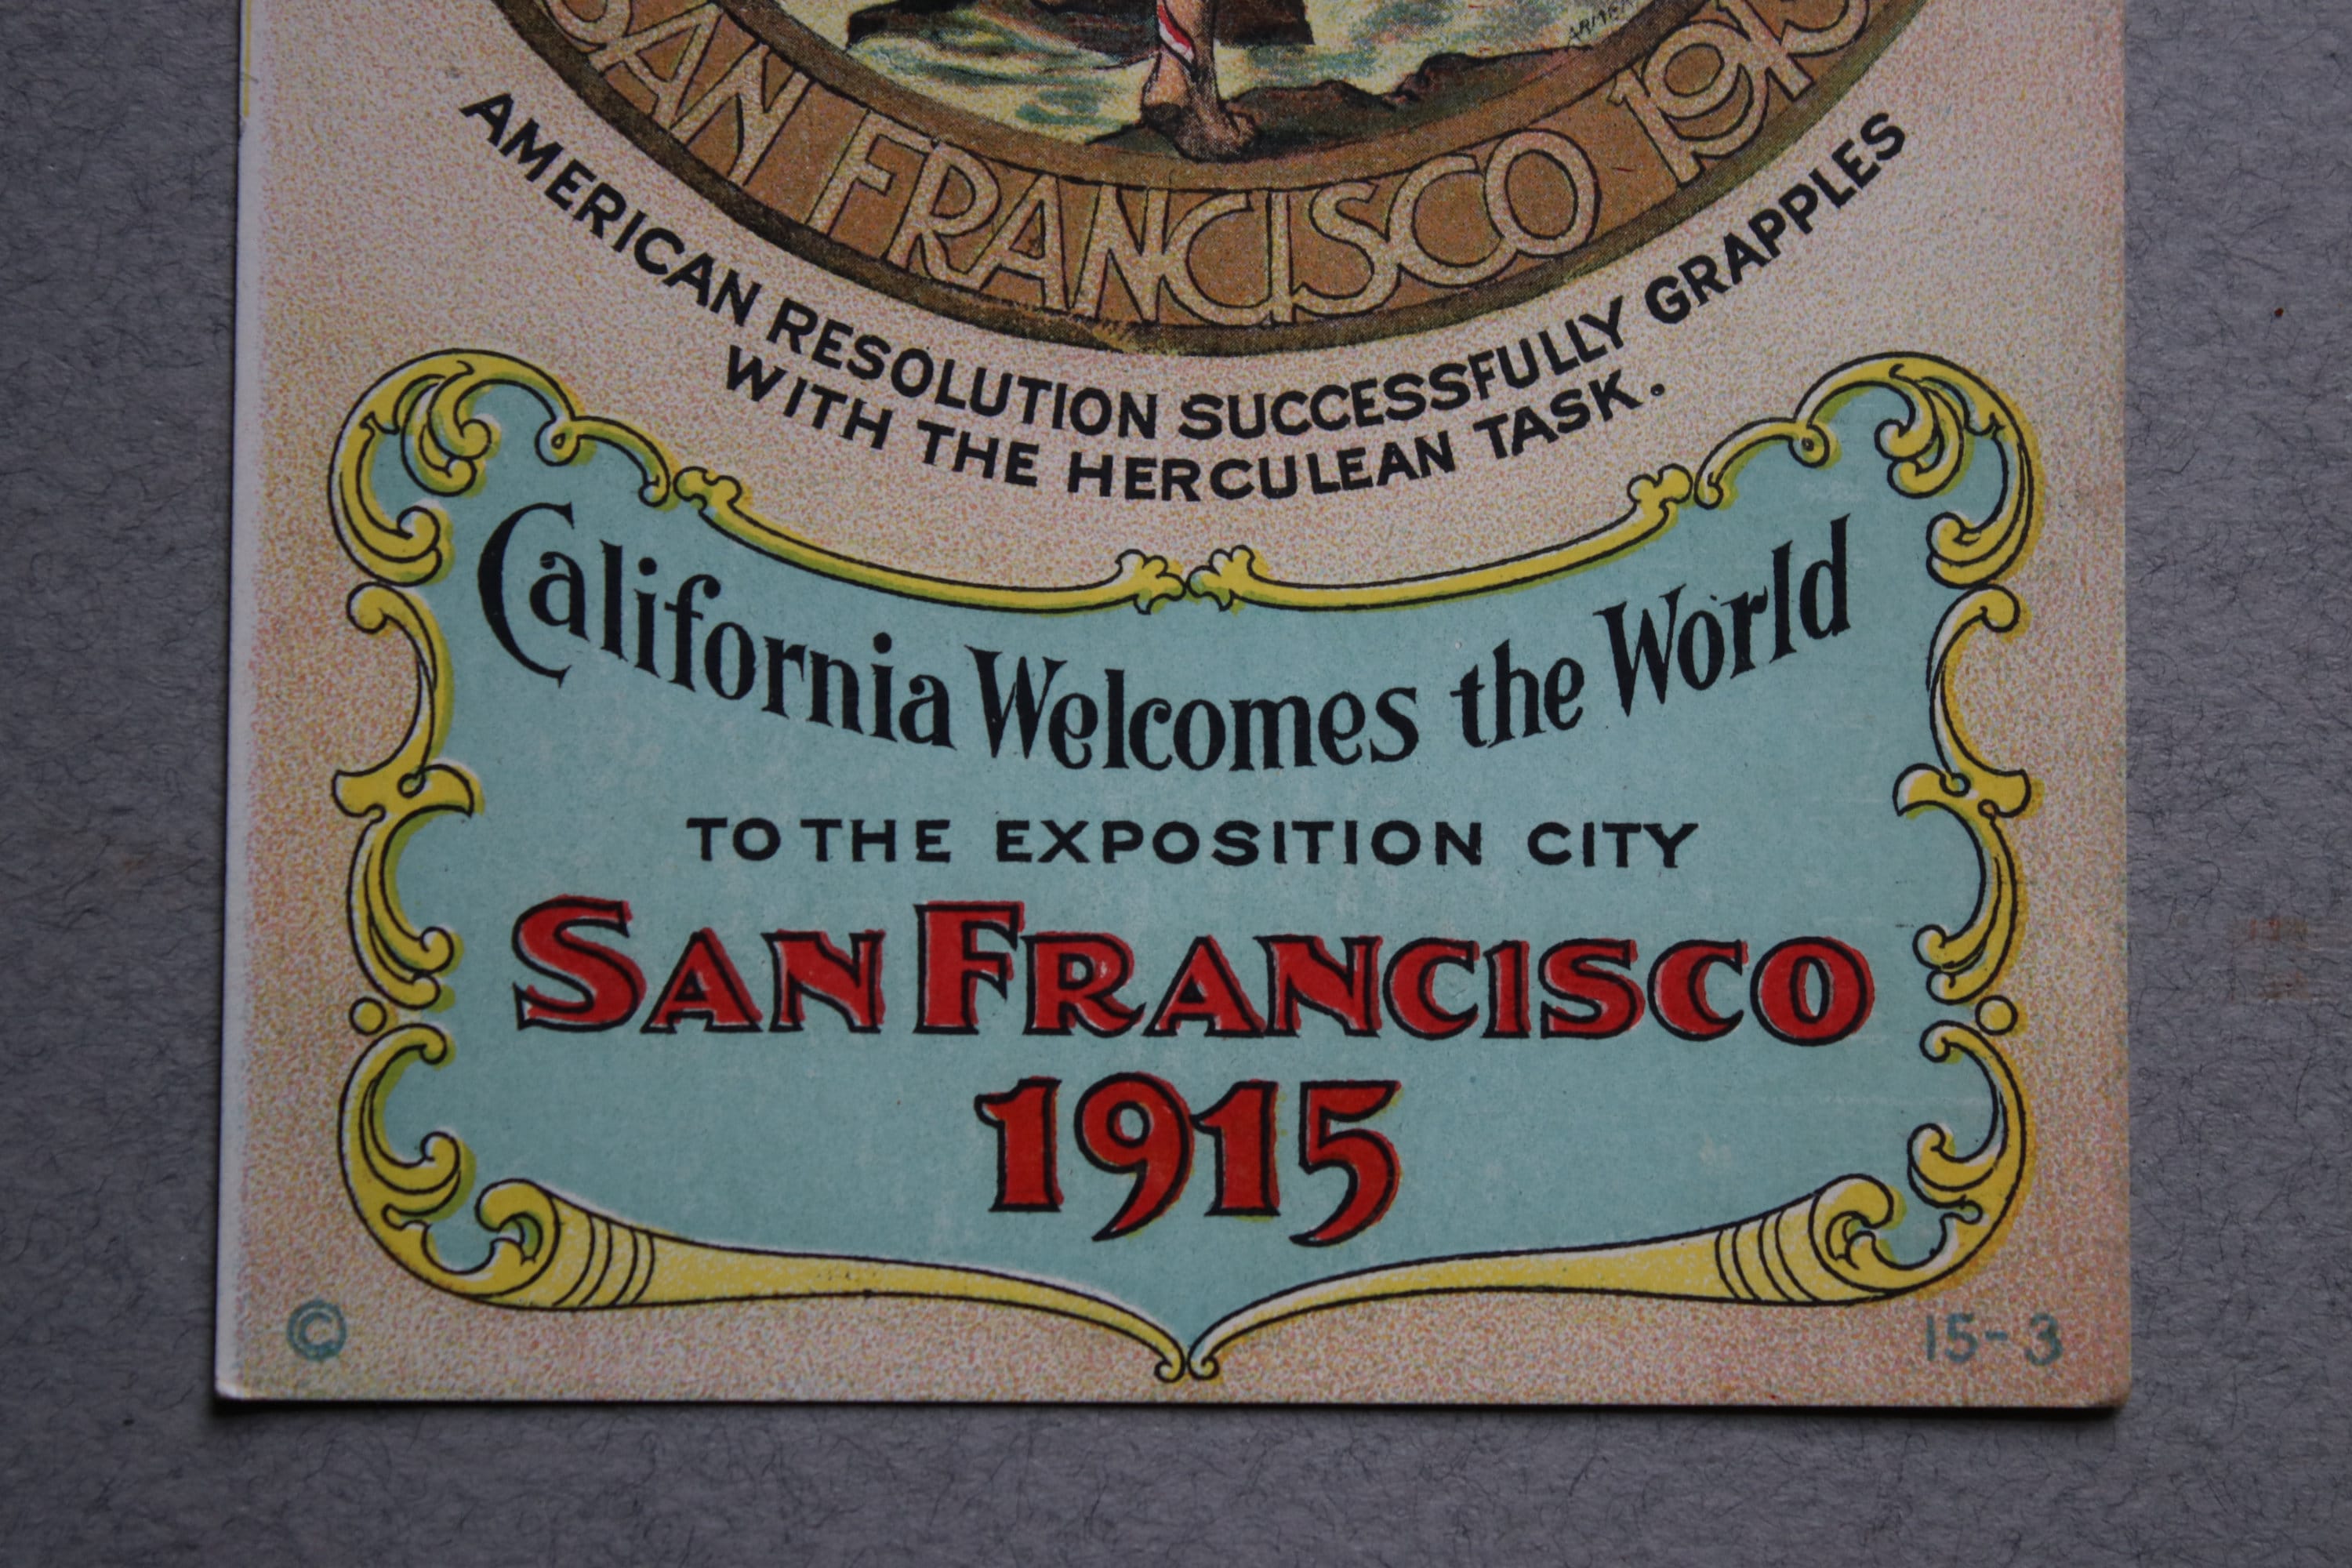 SAN FRANCISCO 1915
AMERICAN RESOLUTION SUCCESSFULLY GRAPPLES
WITH THE HERCULEAN TASK.
California Welcomes the World
TO THE EXPOSITION CITY
SAN FRANCISCO
1915
© 15-3